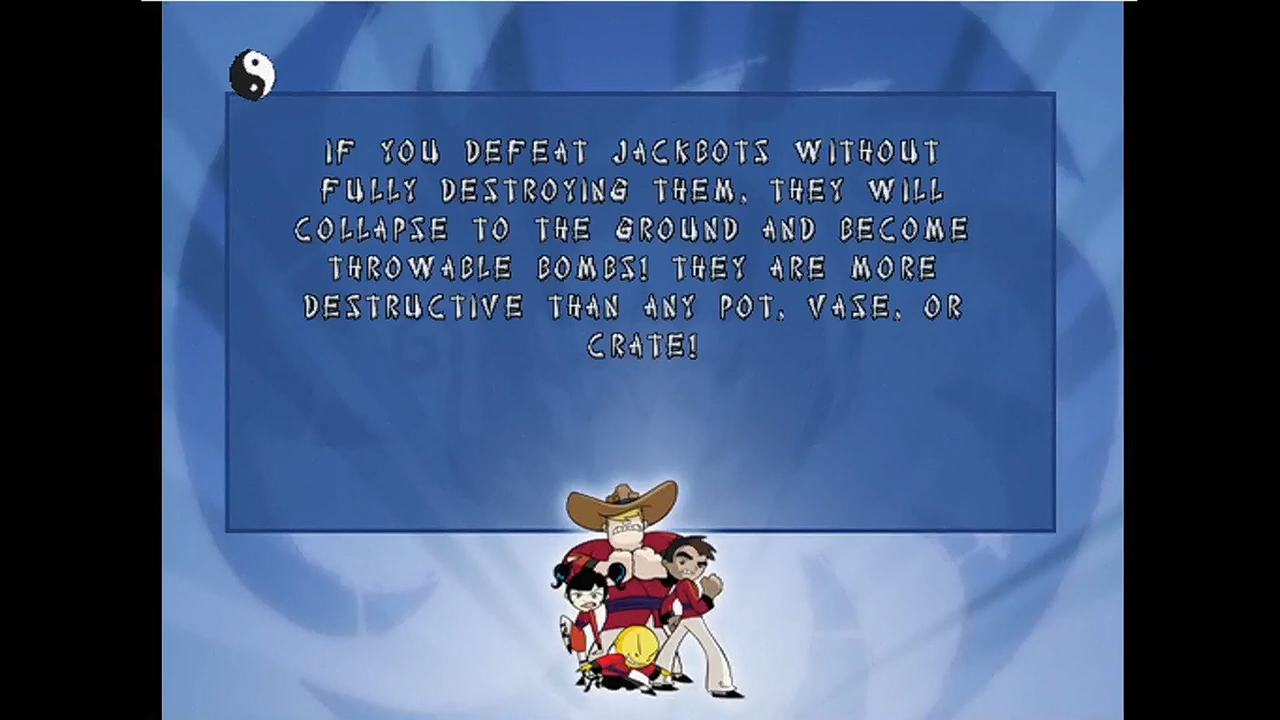 IF YOU DEFEAT JACKBOTS WITHOUT
FULLY DESTROYING THEM, THEY WILL
COLLAPSE TO THE GROUND AND BECOME
THROWABLE BOMBS! THEY ARE MORE
DESTRUCTIVE THAN ANY POT, VASE, OR
CRATE!